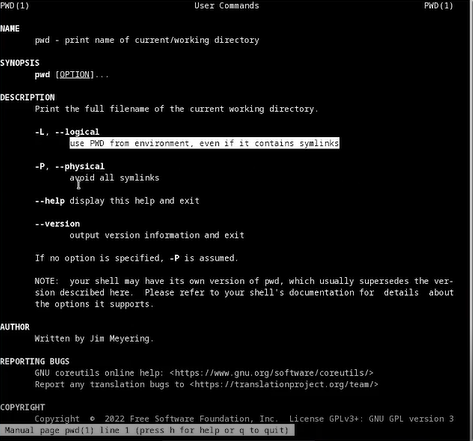 PWD(1) User Commands PWD(1)
NAME
pwd - print name of current/working directory
SYNOPSIS
pwd [OPTION]...
DESCRIPTION
Print the full filename of the current working directory.
-L, --logical
use PWD from environment, even if it contains symlinks
-P, --physical
avoid all symlinks
--help display this help and exit
--version
output version information and exit
If no option is specified, -P is assumed.
NOTE: your shell may have its own version of pwd, which usually supersedes the ver-
sion described here. Please refer to your shell's documentation for details about
the options it supports.
AUTHOR
Written by Jim Meyering.
REPORTING BUGS
GNU coreutils online help: <https://www.gnu.org/software/coreutils/>
Report any translation bugs to <https://translationproject.org/team/>
COPYRIGHT
Copyright © 2022 Free Software Foundation, Inc. License GPLv3+: GNU GPL version 3
Manual page pwd(1) line 1 (press h for help or q to quit)